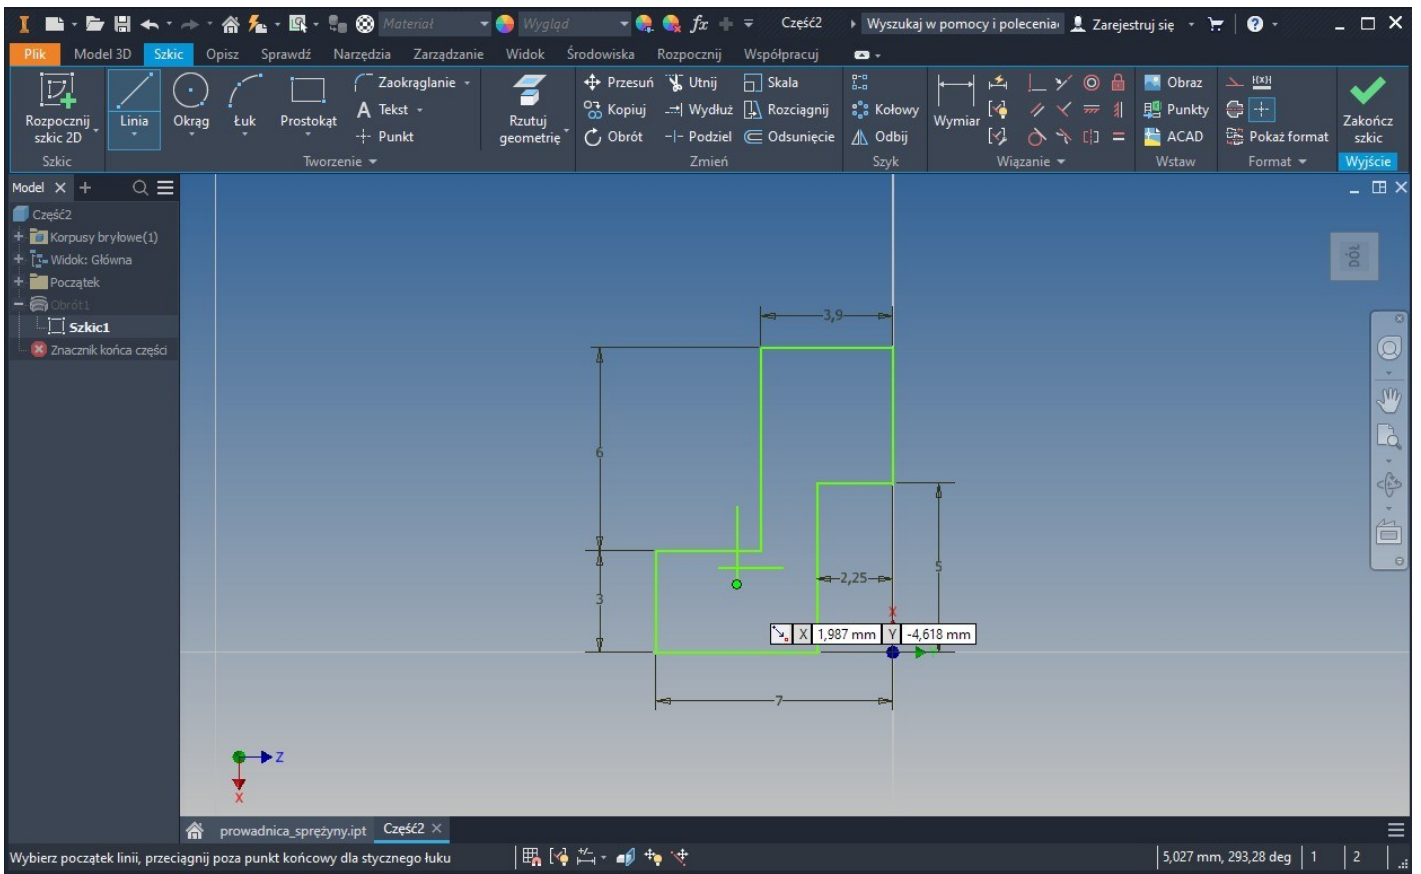 Materiał Wygląd fx Część2 Wyszukaj w pomocy i polecenia Zarejestruj się
Plik Model 3D Szkic Opisz Sprawdź Narzędzia Zarządzanie Widok Środowiska Rozpocznij Współpracuj
Rozpocznij szkic 2D
Linia
Okrąg
Łuk
Prostokąt
Zaokrąglanie
A Tekst
Punkt
Rzutuj geometrię
Przesuń Utnij Skala
Kopiuj Wydłuż Rozciągnij
Obrót Podziel Odsunięcie
Kołowy
Odbij
Wymiar
Obraz
Punkty
ACAD
Pokaż format
Zakończ szkic
Szkic Tworzenie Zmień Szyk Wiązanie Wstaw Format Wyjście
Model
Część2
Korpusy bryłowe(1)
Widok: Główna
Początek
Obrót1
Szkic1
Znacznik końca części
DÓŁ
3,9
6
5
2,25
3
X
X 1,987 mm Y -4,618 mm
7
Z
X
prowadnica_sprężyny.ipt Część2
Wybierz początek linii, przeciągnij poza punkt końcowy dla stycznego łuku 5,027 mm, 293,28 deg 1 2